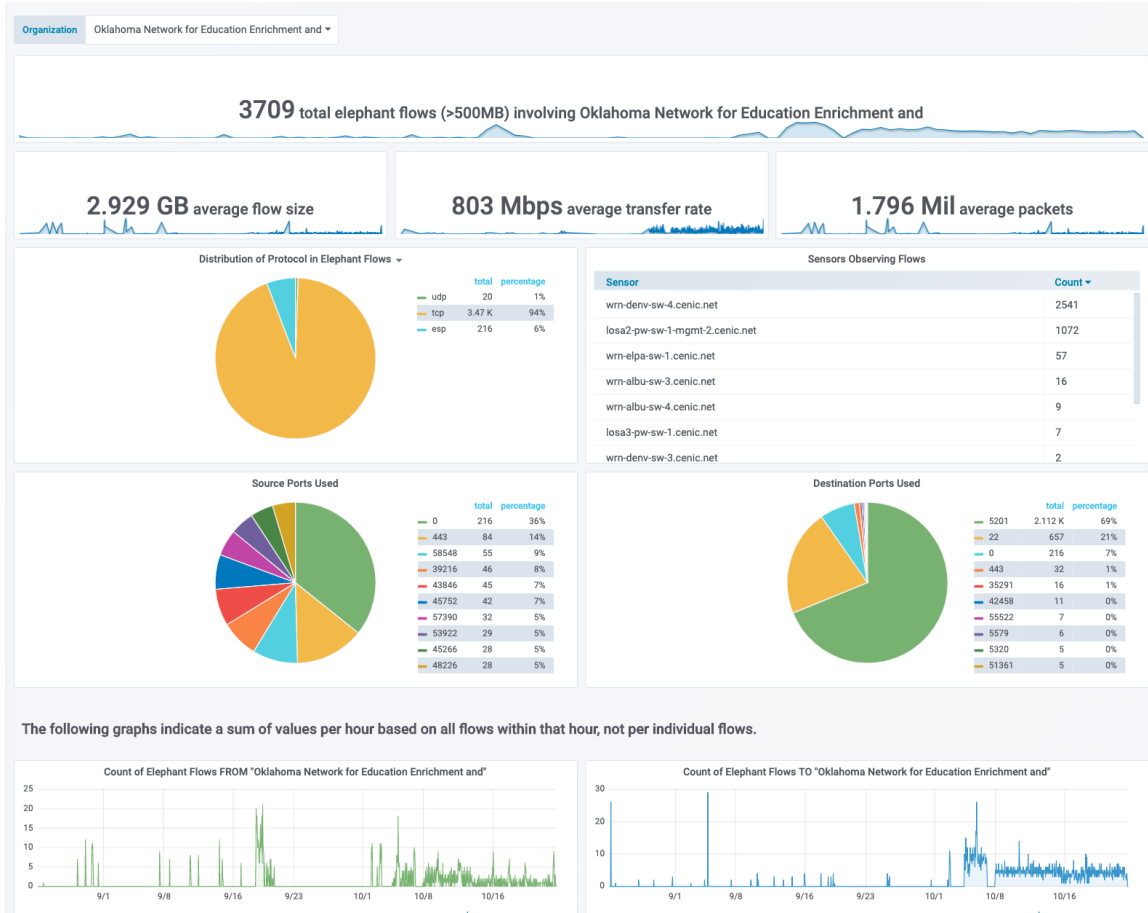 Organization Oklahoma Network for Education Enrichment and
3709 total elephant flows (>500MB) involving Oklahoma Network for Education Enrichment and
2.929 GB average flow size
803 Mbps average transfer rate
1.796 Mil average packets
Distribution of Protocol in Elephant Flows
total percentage
udp 20 1%
tcp 3.47 K 94%
esp 216 6%
Sensors Observing Flows
Sensor Count
wrn-denv-sw-4.cenic.net 2541
losa2-pw-sw-1-mgmt-2.cenic.net 1072
wrn-elpa-sw-1.cenic.net 57
wrn-albu-sw-3.cenic.net 16
wrn-albu-sw-4.cenic.net 9
losa3-pw-sw-1.cenic.net 7
wrn-denv-sw-3.cenic.net 2
Source Ports Used
total percentage
0 216 36%
443 84 14%
58548 55 9%
39216 46 8%
43846 45 7%
45752 42 7%
57390 32 5%
53922 29 5%
45266 28 5%
48226 28 5%
Destination Ports Used
total percentage
5201 2.112 K 69%
22 657 21%
0 216 7%
443 32 1%
35291 16 1%
42458 11 0%
55522 7 0%
5579 6 0%
5320 5 0%
51361 5 0%
The following graphs indicate a sum of values per hour based on all flows within that hour, not per individual flows.
Count of Elephant Flows FROM "Oklahoma Network for Education Enrichment and"
25
20
15
10
5
0
9/1 9/8 9/16 9/23 10/1 10/8 10/16
Count of Elephant Flows TO "Oklahoma Network for Education Enrichment and"
30
20
10
0
9/1 9/8 9/16 9/23 10/1 10/8 10/16